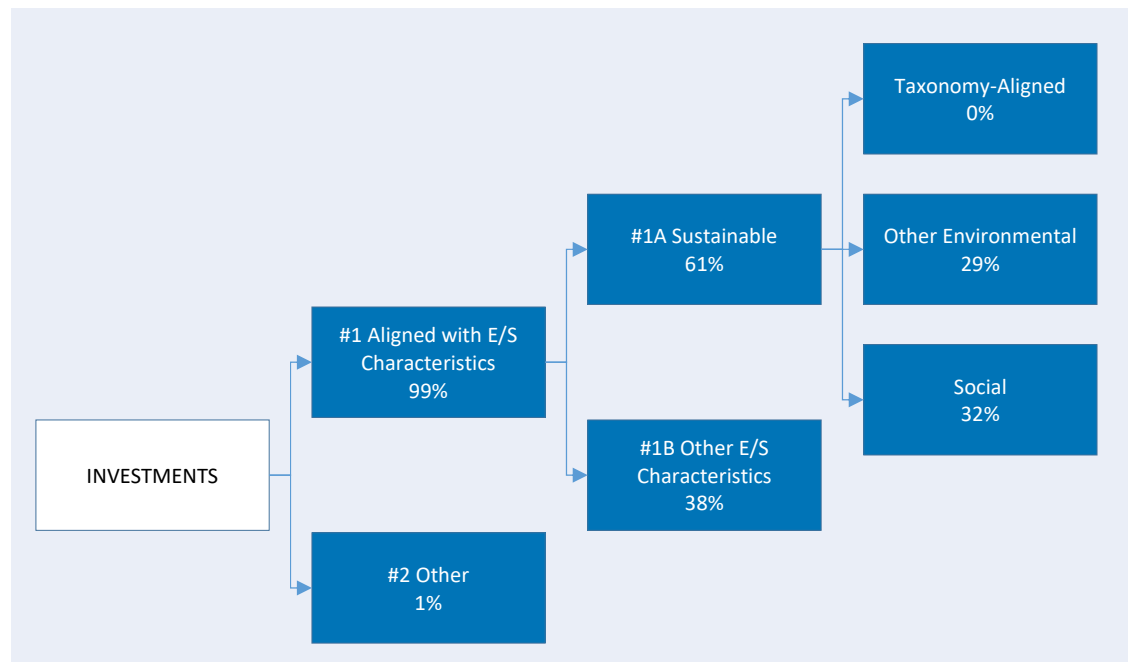 INVESTMENTS
#1 Aligned with E/S
Characteristics
99%
#2 Other
1%
#1A Sustainable
61%
#1B Other E/S
Characteristics
38%
Taxonomy-Aligned
0%
Other Environmental
29%
Social
32%